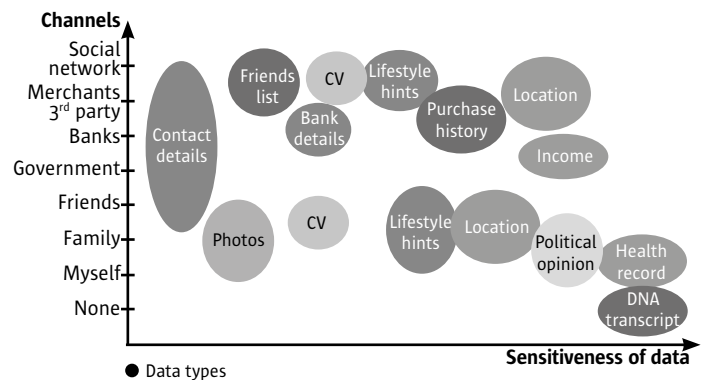 Channels
Social
network
Merchants
3rd party
Banks
Government
Friends
Family
Myself
None
Contact
details
Friends
list
CV
Lifestyle
hints
Bank
details
Purchase
history
Location
Income
Photos
CV
Lifestyle
hints
Location
Political
opinion
Health
record
DNA
transcript
Sensitiveness of data
Data types